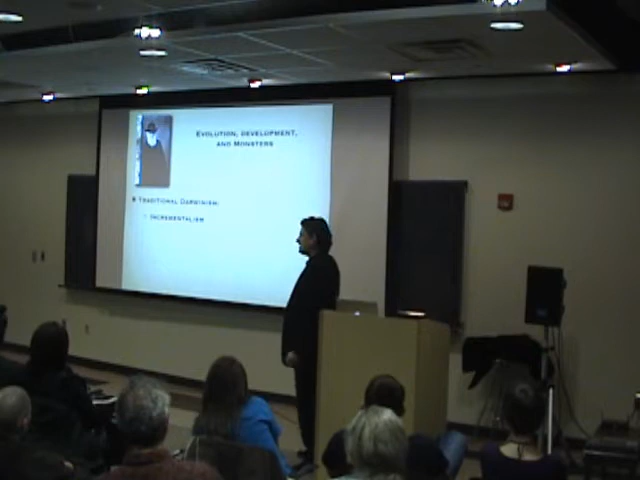 Evolution, development,
and Monsters
Traditional Darwinism:
Incrementalism